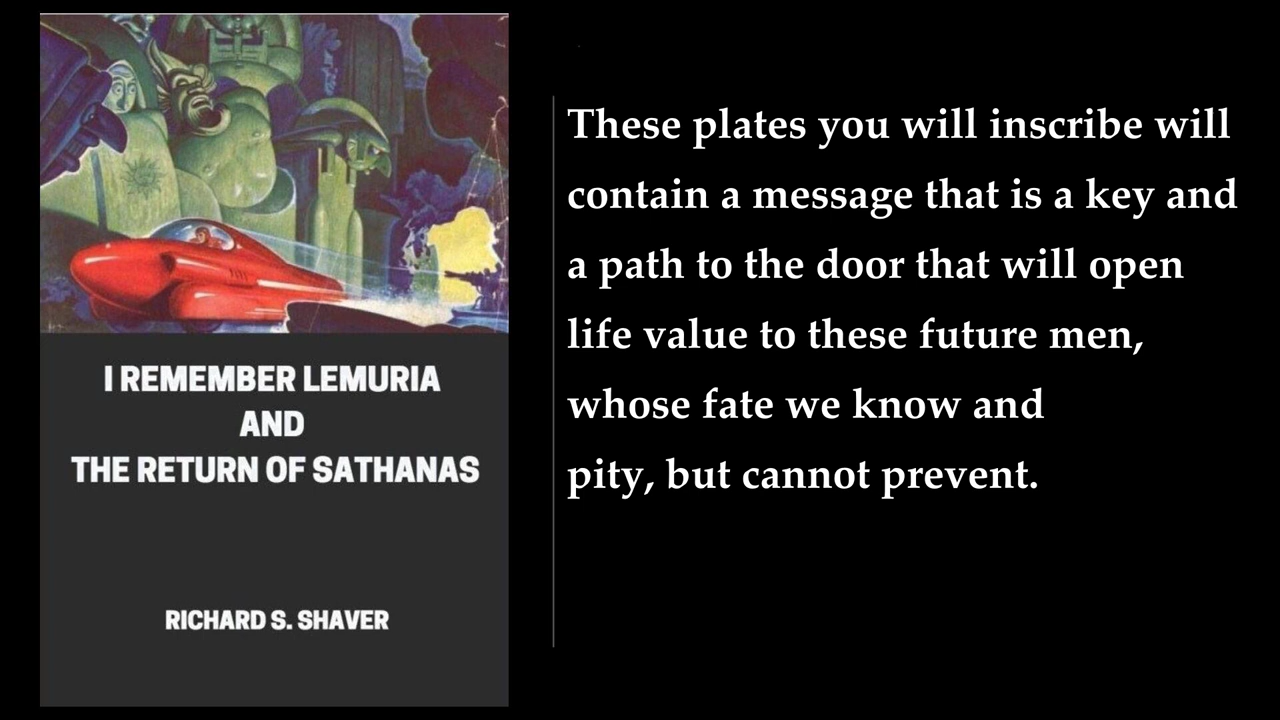 I REMEMBER LEMURIA
AND
THE RETURN OF SATHANAS
RICHARD S. SHAVER
These plates you will inscribe will
contain a message that is a key and
a path to the door that will open
life value to these future men,
whose fate we know and
pity, but cannot prevent.